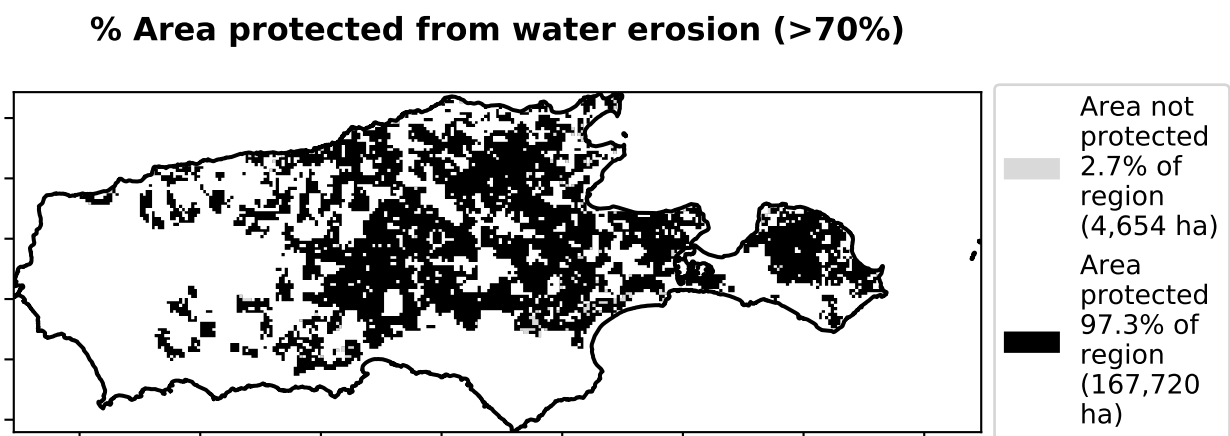 % Area protected from water erosion (>70%)
Area not
protected
2.7% of
region
(4,654 ha)
Area
protected
97.3% of
region
(167,720
ha)